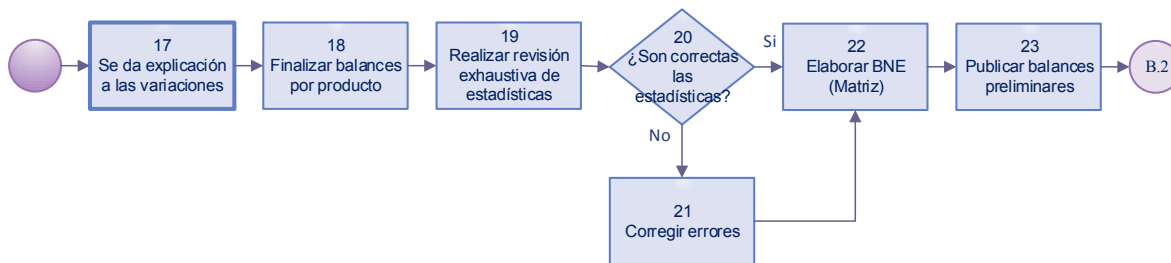 17
Se da explicación
a las variaciones
18
Finalizar balances
por producto
19
Realizar revisión
exhaustiva de
estadísticas
20
¿Son correctas
las
estadísticas?
Si
No
21
Corregir errores
22
Elaborar BNE
(Matriz)
23
Publicar balances
preliminares
B.2